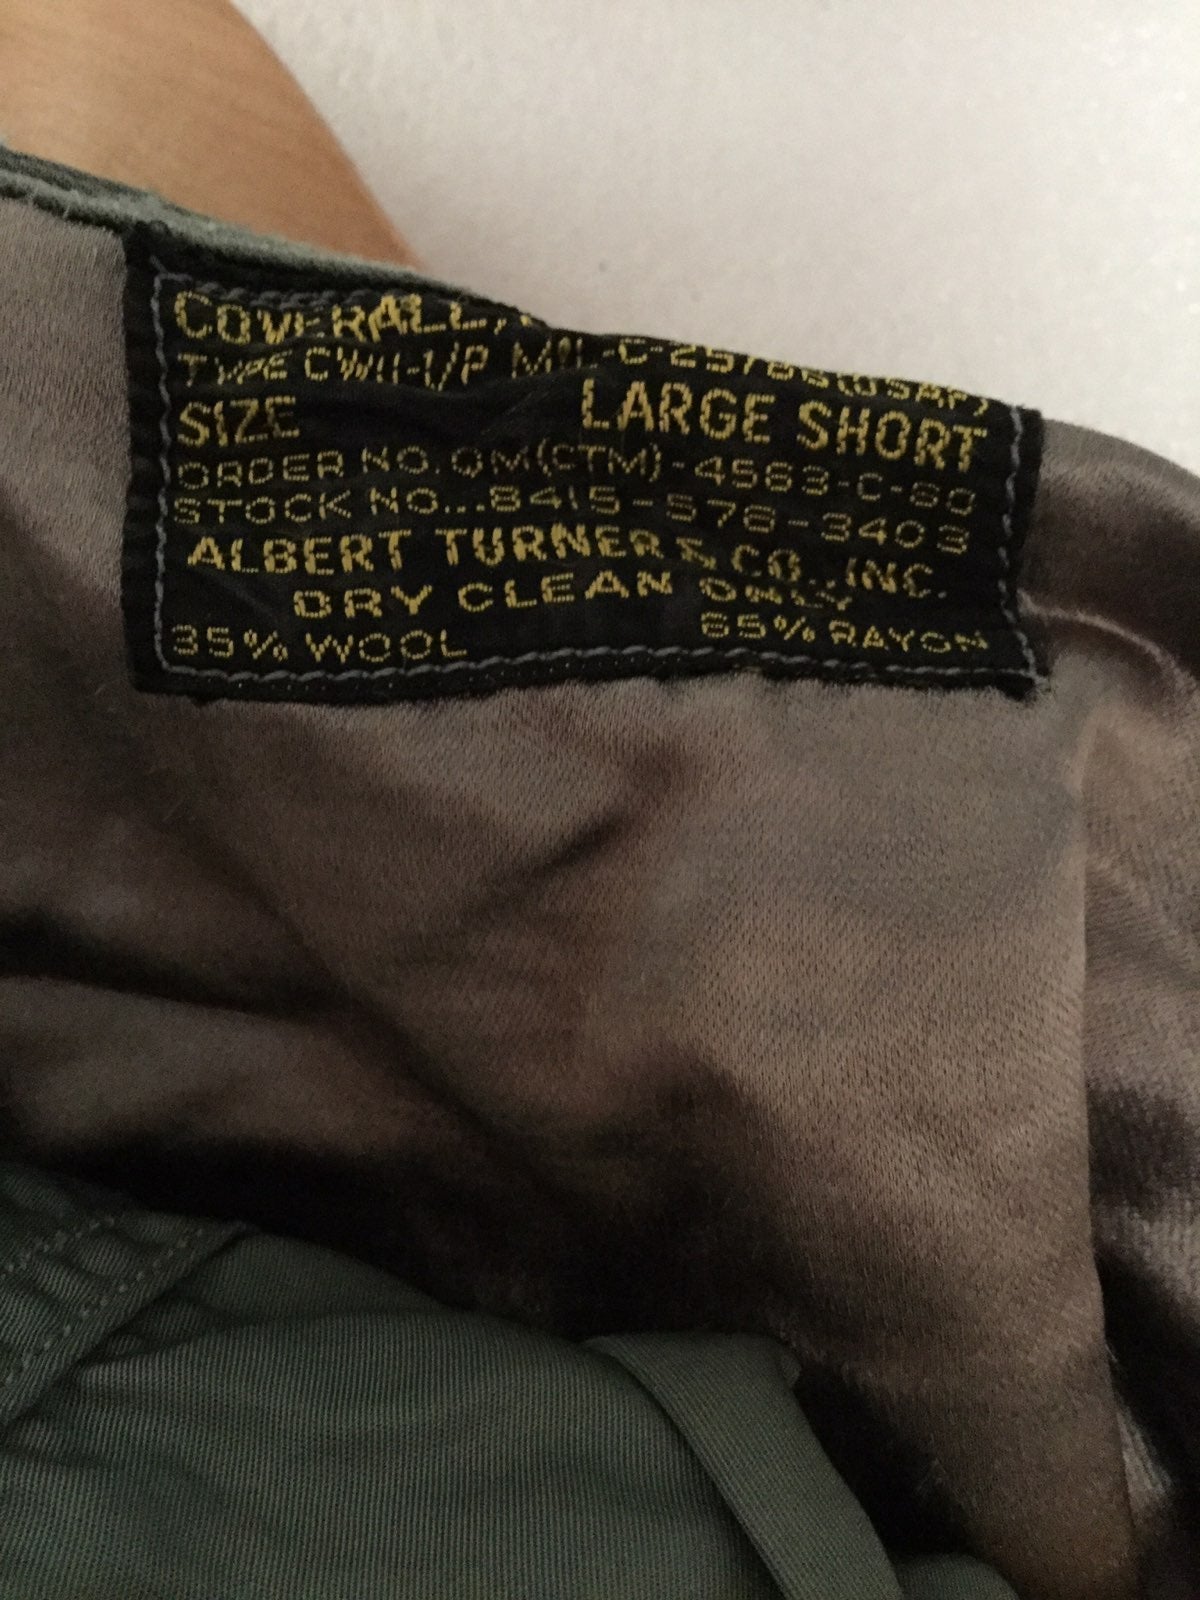 COVERALL,
TYPE CWU-1/P MIL-C-25766(USAF)
SIZE LARGE SHORT
ORDER NO. QM(CTM)-4563-C-60
STOCK NO...8415-576-3403
ALBERT TURNER & CO., INC.
DRY CLEAN ONLY
35% WOOL 65% RAYON